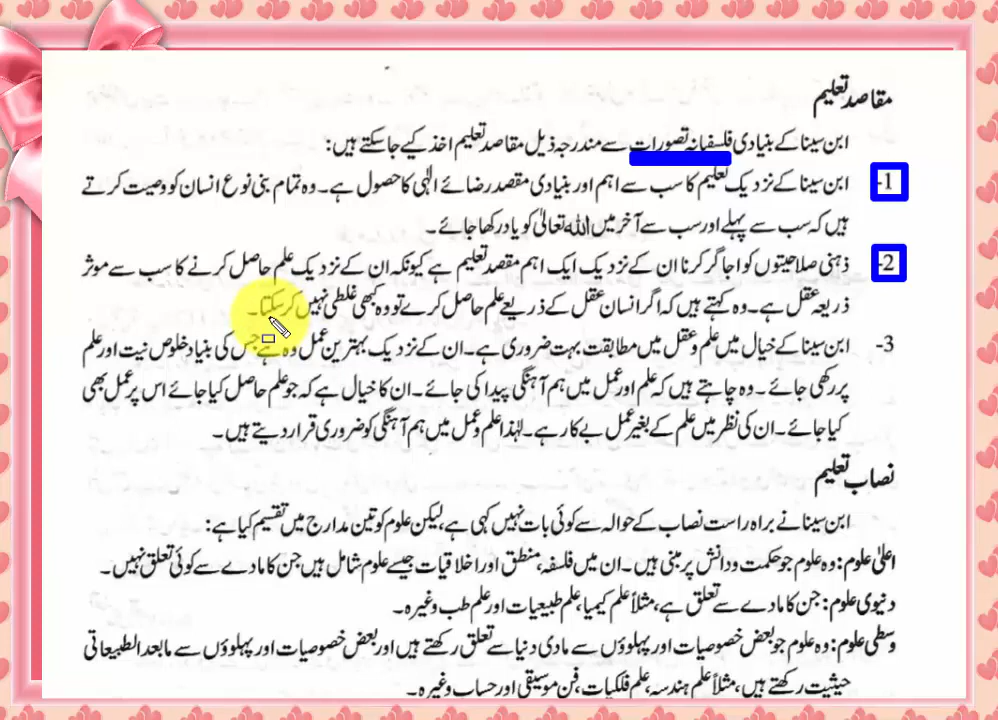 مقاصد تعلیم
ابن سینا کے بنیادی فلسفیانہ تصورات سے مندرجہ ذیل مقاصد تعلیم اخذ کیے جا سکتے ہیں:
1- ابن سینا کے نزدیک تعلیم کا سب سے اہم اور بنیادی مقصد رضائے الٰہی کا حصول ہے۔ وہ تمام بنی نوع انسان کو وصیت کرتے
ہیں کہ سب سے پہلے اور سب سے آخر میں اللہ تعالیٰ کو یاد رکھا جائے۔
2- ذہنی صلاحیتوں کو اجاگر کرنا ان کے نزدیک ایک اہم مقصد تعلیم ہے کیونکہ ان کے نزدیک علم حاصل کرنے کا سب سے موثر
ذریعہ عقل ہے۔ وہ کہتے ہیں کہ اگر انسان عقل کے ذریعے علم حاصل کرے تو وہ کبھی غلطی نہیں کر سکتا۔
3- ابن سینا کے خیال میں علم و عقل میں مطابقت بہت ضروری ہے۔ ان کے نزدیک بہترین عمل وہ ہے جس کی بنیاد خلوص نیت اور علم
پر رکھی جائے۔ وہ چاہتے ہیں کہ علم اور عمل میں ہم آہنگی پیدا کی جائے۔ ان کا خیال ہے کہ جو علم حاصل کیا جائے اس پر عمل بھی
کیا جائے۔ ان کی نظر میں علم کے بغیر عمل بے کار ہے۔ لہٰذا علم و عمل میں ہم آہنگی کو ضروری قرار دیتے ہیں۔
نصاب تعلیم
ابن سینا نے براہ راست نصاب کے حوالہ سے کوئی بات نہیں کہی ہے، لیکن علوم کو تین مدارج میں تقسیم کیا ہے:
اعلیٰ علوم: وہ علوم جو حکمت و دانش پر مبنی ہیں۔ ان میں فلسفہ، منطق اور اخلاقیات جیسے علوم شامل ہیں جن کا مادے سے کوئی تعلق نہیں۔
دنیوی علوم: جن کا مادے سے تعلق ہے، مثلاً علم کیمیا، علم طبیعیات اور علم طب وغیرہ۔
وسطی علوم: وہ علوم جو بعض خصوصیات اور پہلوؤں سے مادی دنیا سے تعلق رکھتے ہیں اور بعض خصوصیات اور پہلوؤں سے مابعد الطبیعاتی
حیثیت رکھتے ہیں، مثلاً علم ہندسہ، علم فلکیات، فن موسیقی اور حساب وغیرہ۔